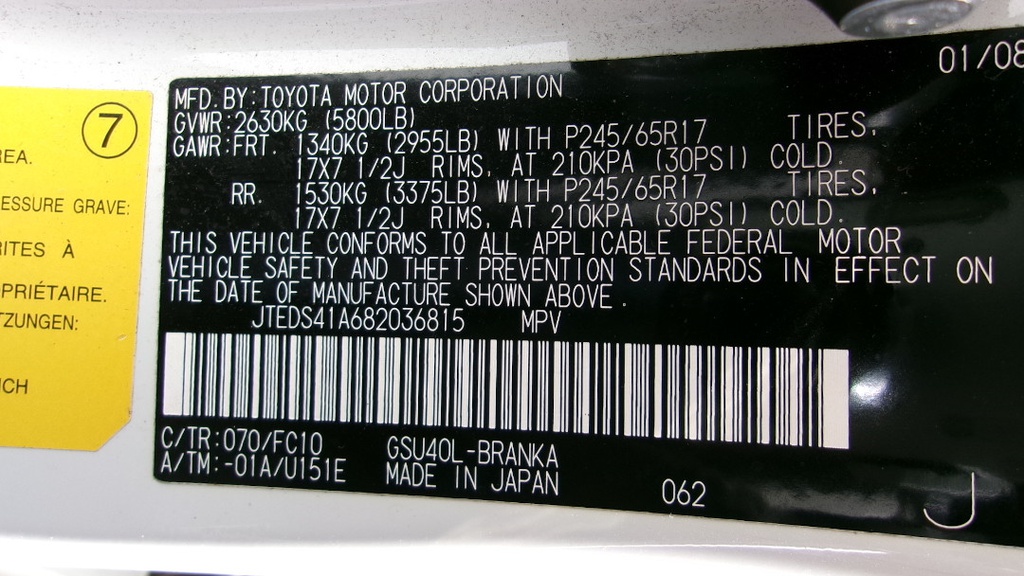 01/08
MFD. BY: TOYOTA MOTOR CORPORATION
GVWR: 2630KG (5800LB)
GAWR: FRT. 1340KG (2955LB) WITH P245/65R17 TIRES,
17X7 1/2J RIMS, AT 210KPA (30PSI) COLD.
RR. 1530KG (3375LB) WITH P245/65R17 TIRES,
17X7 1/2J RIMS, AT 210KPA (30PSI) COLD.
THIS VEHICLE CONFORMS TO ALL APPLICABLE FEDERAL MOTOR
VEHICLE SAFETY AND THEFT PREVENTION STANDARDS IN EFFECT ON
THE DATE OF MANUFACTURE SHOWN ABOVE.
JTEDS41A682036815 MPV
C/TR: 070/FC10 GSU40L-BRANKA
A/TM: -01A/U151E MADE IN JAPAN
062
J
7
REA.
ESSURE GRAVE:
RITES À
OPRIÉTAIRE.
TZUNGEN:
ICH